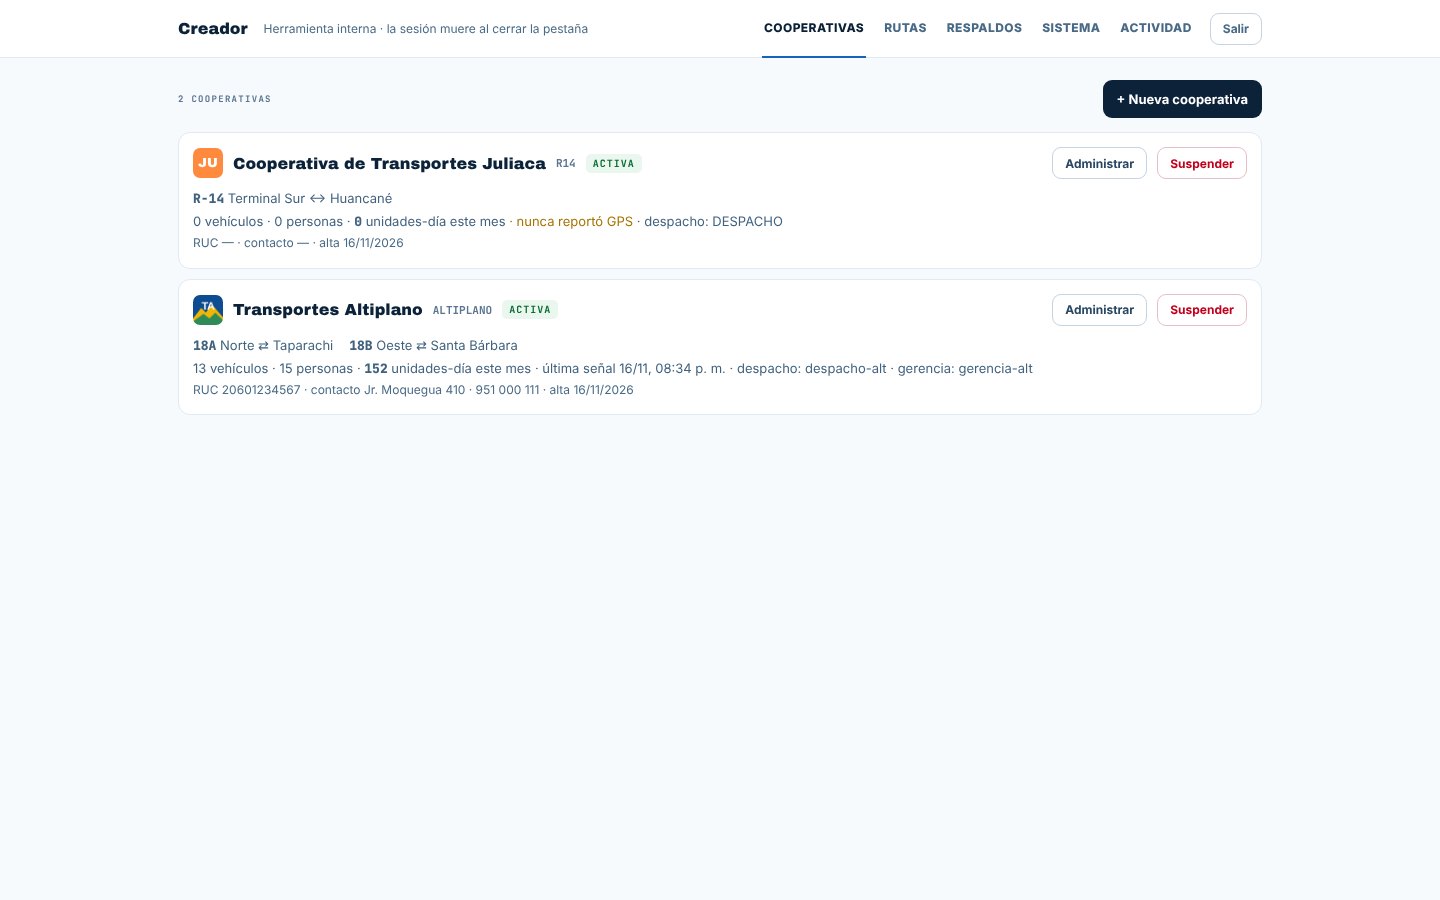 Creador Herramienta interna · la sesión muere al cerrar la pestaña COOPERATIVAS RUTAS RESPALDOS SISTEMA ACTIVIDAD Salir
2 COOPERATIVAS + Nueva cooperativa
JU Cooperativa de Transportes Juliaca R14 ACTIVA Administrar Suspender
R-14 Terminal Sur ↔ Huancané
0 vehículos · 0 personas · 0 unidades-día este mes · nunca reportó GPS · despacho: DESPACHO
RUC — · contacto — · alta 16/11/2026
TA Transportes Altiplano ALTIPLANO ACTIVA Administrar Suspender
18A Norte ⇄ Taparachi 18B Oeste ⇄ Santa Bárbara
13 vehículos · 15 personas · 152 unidades-día este mes · última señal 16/11, 08:34 p. m. · despacho: despacho-alt · gerencia: gerencia-alt
RUC 20601234567 · contacto Jr. Moquegua 410 · 951 000 111 · alta 16/11/2026